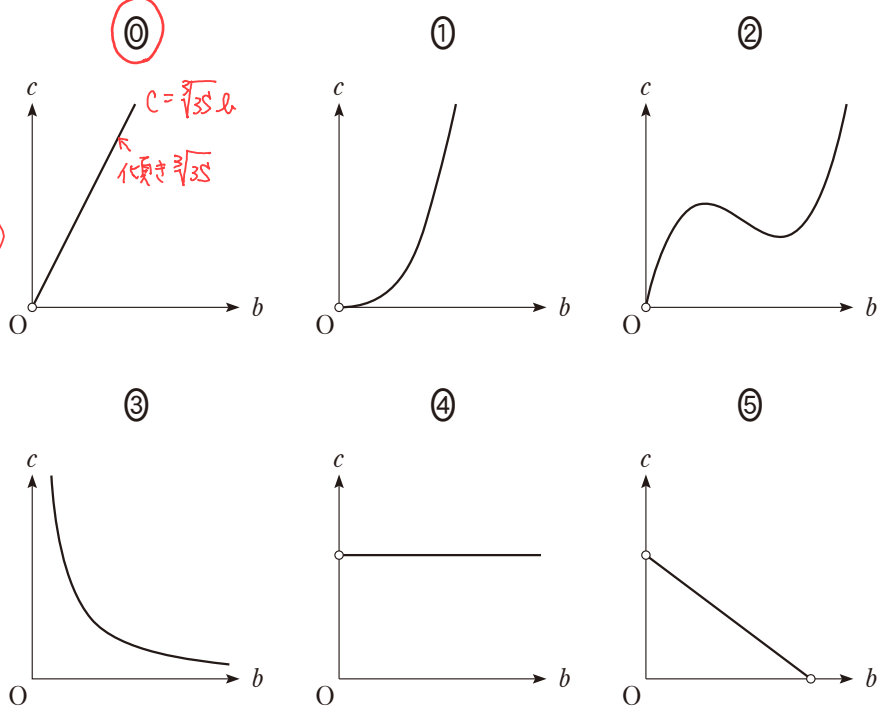 ⓪ ① ②
c c c
C = ∛3S b
傾き ∛3S
O b O b O b
③ ④ ⑤
c c c
O b O b O b